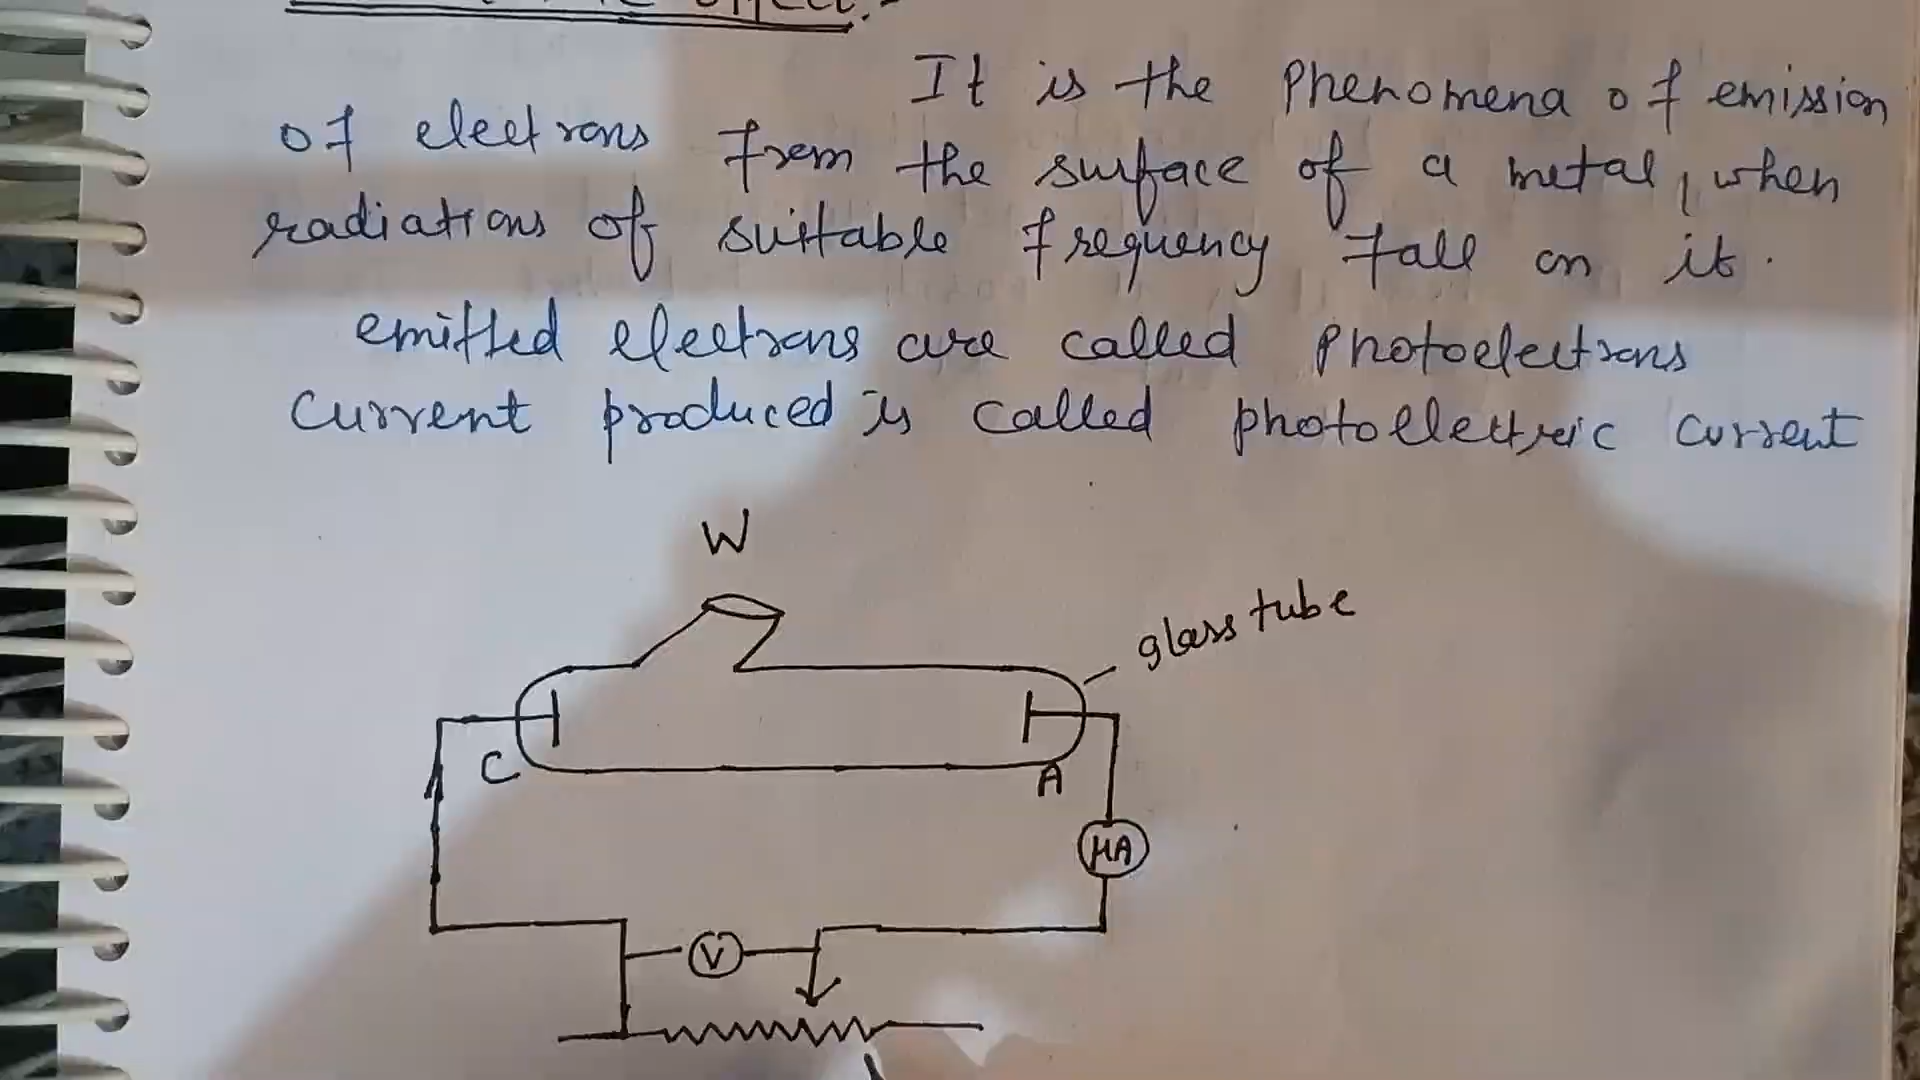 It is the Phenomena of emission
of electrons from the surface of a metal, when
radiations of suitable frequency fall on it.
emitted electrons are called Photoelectrons
Current produced is called photoelectric current
W
glass tube
C
A
μA
V